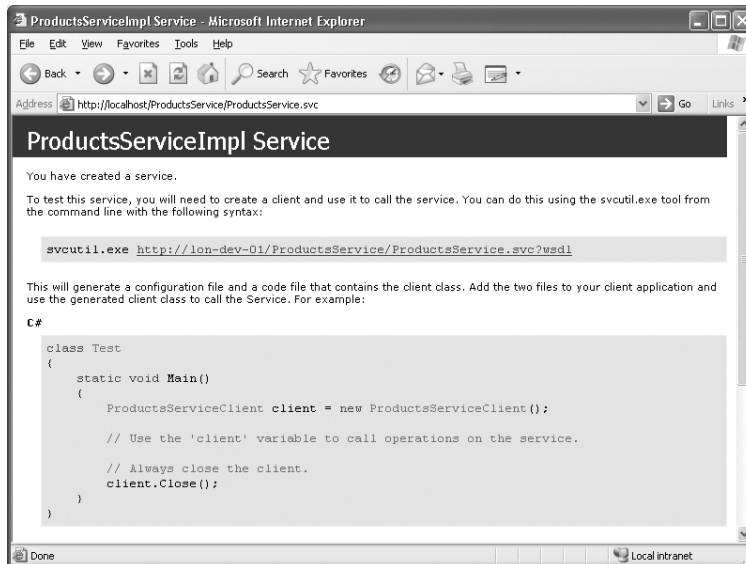 ProductsServiceImpl Service - Microsoft Internet Explorer
File Edit View Favorites Tools Help
Back Search Favorites
Address http://localhost/ProductsService/ProductsService.svc Go Links »
ProductsServiceImpl Service
You have created a service.
To test this service, you will need to create a client and use it to call the service. You can do this using the svcutil.exe tool from
the command line with the following syntax:
svcutil.exe http://lon-dev-01/ProductsService/ProductsService.svc?wsdl
This will generate a configuration file and a code file that contains the client class. Add the two files to your client application and
use the generated client class to call the Service. For example:
C#
class Test
{
    static void Main()
    {
        ProductsServiceClient client = new ProductsServiceClient();
        // Use the 'client' variable to call operations on the service.
        // Always close the client.
        client.Close();
    }
}
Done Local intranet